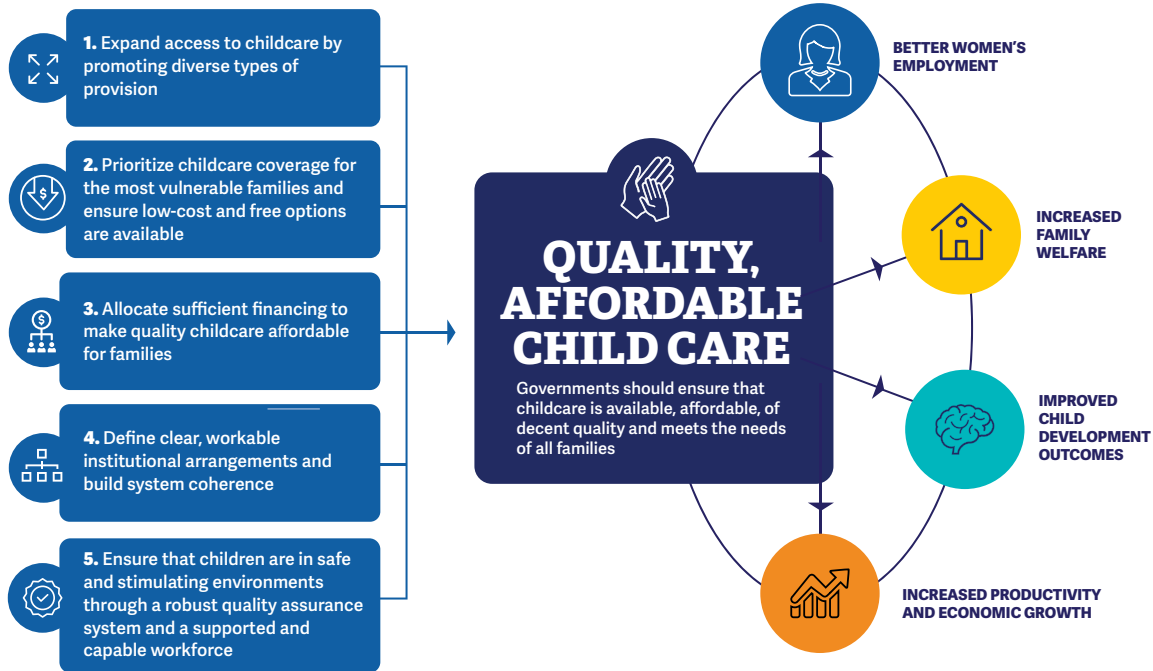 1. Expand access to childcare by
promoting diverse types of
provision
2. Prioritize childcare coverage for
the most vulnerable families and
ensure low-cost and free options
are available
3. Allocate sufficient financing to
make quality childcare affordable
for families
4. Define clear, workable
institutional arrangements and
build system coherence
5. Ensure that children are in safe
and stimulating environments
through a robust quality assurance
system and a supported and
capable workforce
QUALITY,
AFFORDABLE
CHILD CARE
Governments should ensure that
childcare is available, affordable, of
decent quality and meets the needs
of all families
BETTER WOMEN'S
EMPLOYMENT
INCREASED
FAMILY
WELFARE
IMPROVED
CHILD
DEVELOPMENT
OUTCOMES
INCREASED PRODUCTIVITY
AND ECONOMIC GROWTH